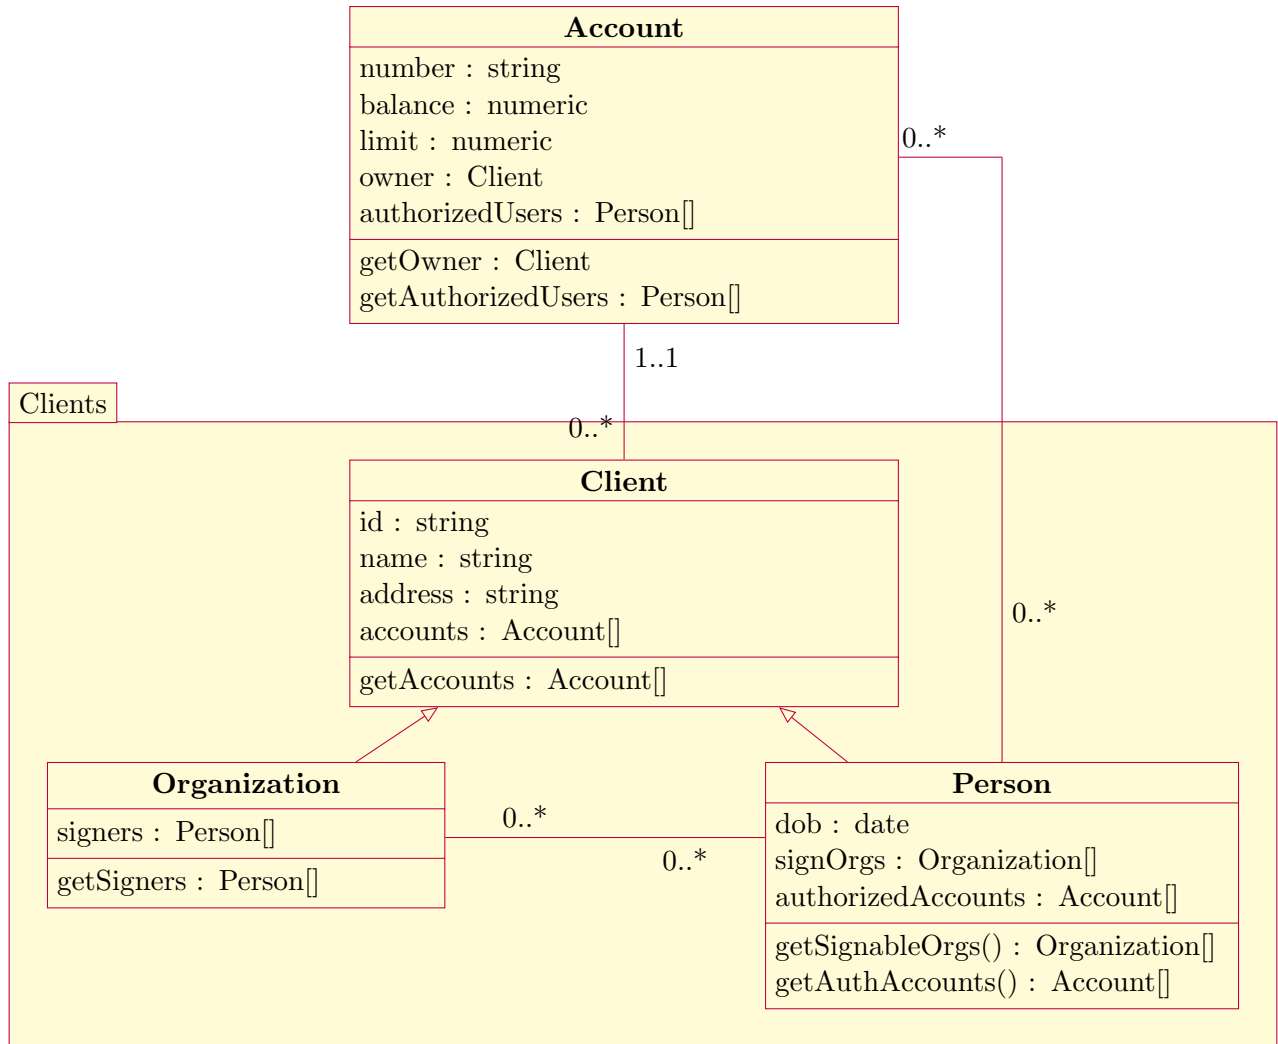 Account
number : string
balance : numeric
limit : numeric
owner : Client
authorizedUsers : Person[]
getOwner : Client
getAuthorizedUsers : Person[]
0..*
1..1
Clients
0..*
Client
id : string
name : string
address : string
accounts : Account[]
getAccounts : Account[]
0..*
Organization
signers : Person[]
getSigners : Person[]
0..*
0..*
Person
dob : date
signOrgs : Organization[]
authorizedAccounts : Account[]
getSignableOrgs() : Organization[]
getAuthAccounts() : Account[]